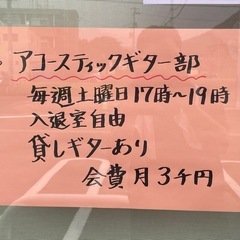 アコースティックギター部
毎週土曜日17時～19時
入退室自由
貸しギターあり
会費月3千円